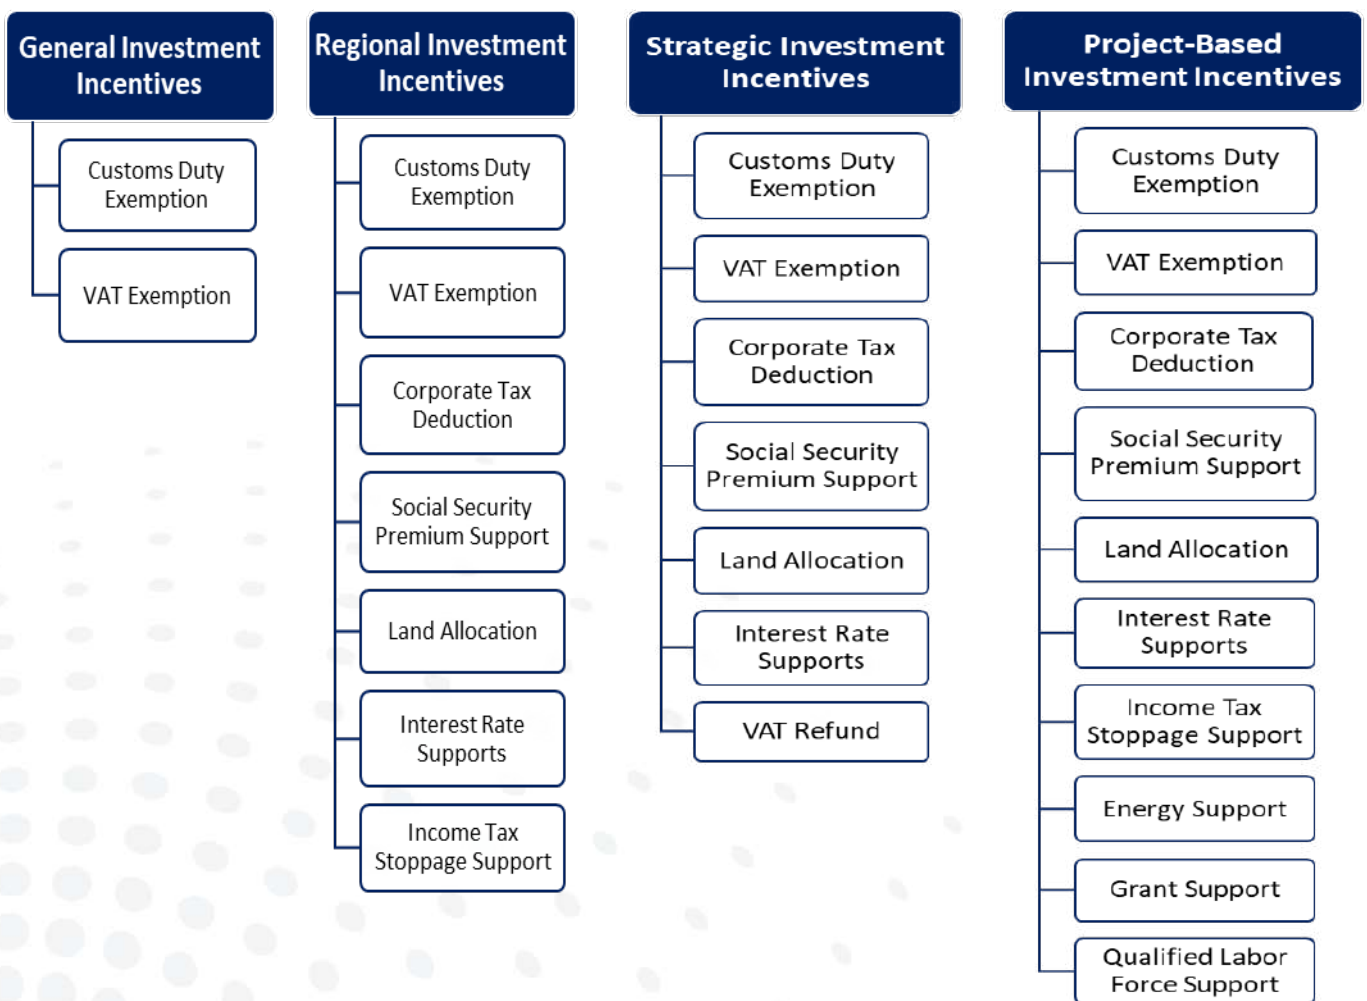 General Investment
Incentives
Customs Duty
Exemption
VAT Exemption
Regional Investment
Incentives
Customs Duty
Exemption
VAT Exemption
Corporate Tax
Deduction
Social Security
Premium Support
Land Allocation
Interest Rate
Supports
Income Tax
Stoppage Support
Strategic Investment
Incentives
Customs Duty
Exemption
VAT Exemption
Corporate Tax
Deduction
Social Security
Premium Support
Land Allocation
Interest Rate
Supports
VAT Refund
Project-Based
Investment Incentives
Customs Duty
Exemption
VAT Exemption
Corporate Tax
Deduction
Social Security
Premium Support
Land Allocation
Interest Rate
Supports
Income Tax
Stoppage Support
Energy Support
Grant Support
Qualified Labor
Force Support